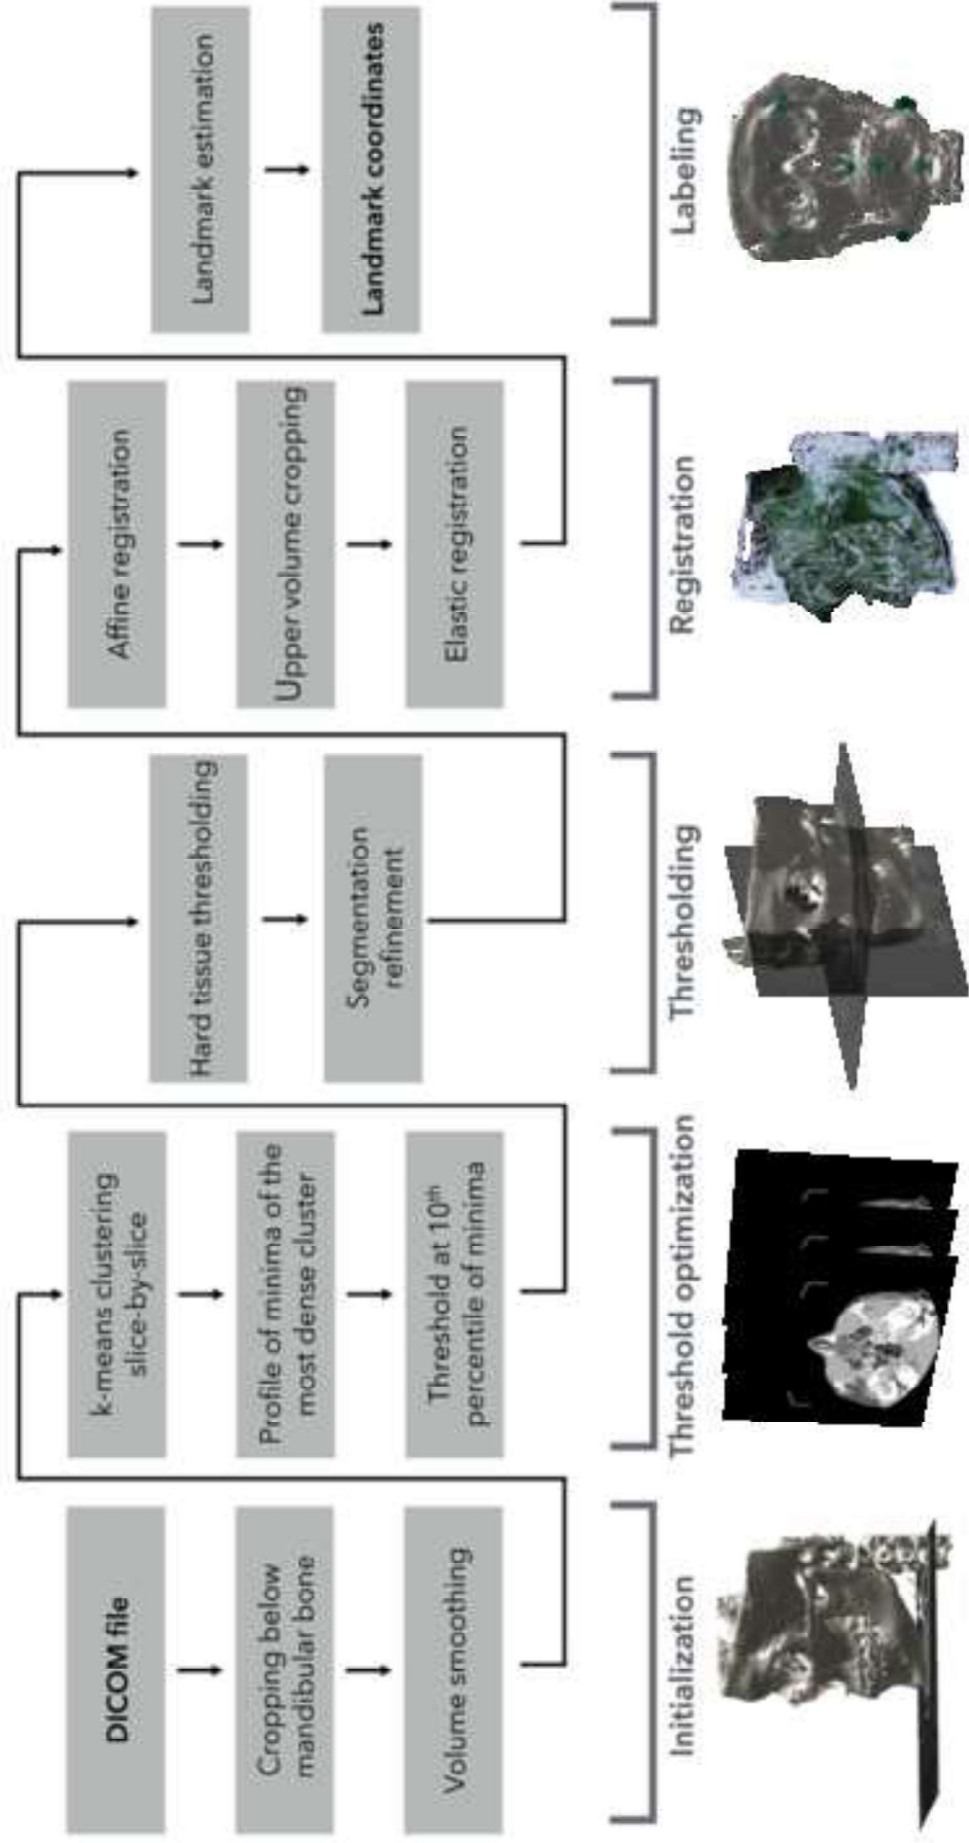 DICOM file
Cropping below
mandibular bone
Volume smoothing
Initialization
k-means clustering
slice-by-slice
Profile of minima of the
most dense cluster
Threshold at 10th
percentile of minima
Threshold optimization
Hard tissue thresholding
Segmentation
refinement
Thresholding
Affine registration
Upper volume cropping
Elastic registration
Registration
Landmark estimation
Landmark coordinates
Labeling